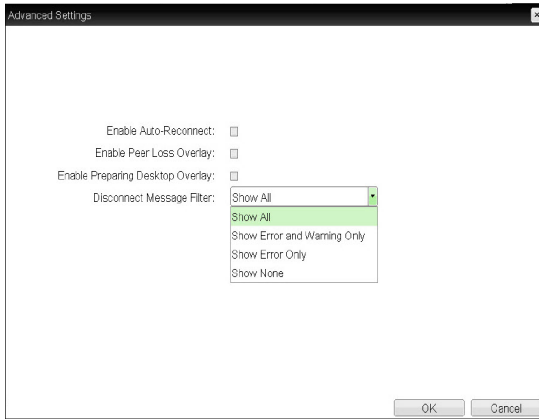 Advanced Settings
Enable Auto-Reconnect:
Enable Peer Loss Overlay:
Enable Preparing Desktop Overlay:
Disconnect Message Filter: Show All
Show All
Show Error and Warning Only
Show Error Only
Show None
OK Cancel